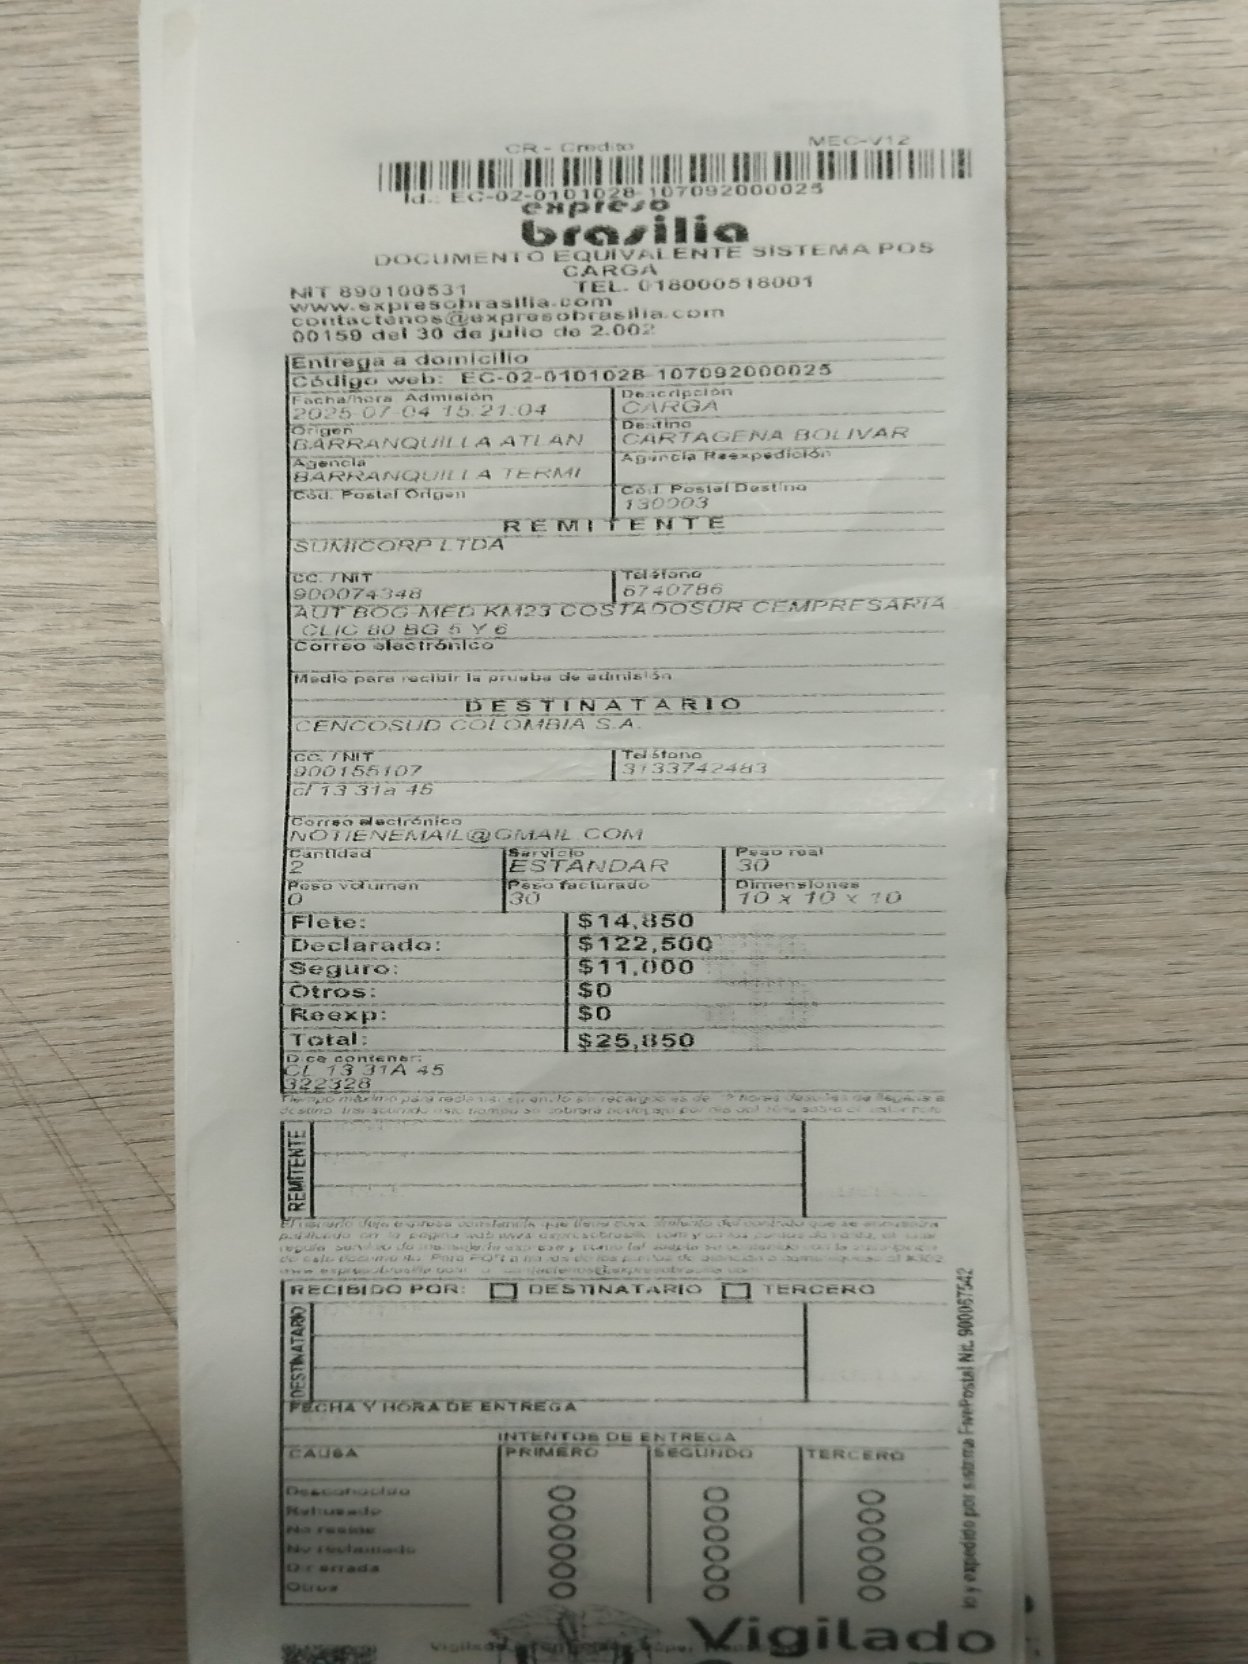 CR - Credito MEC-V12
Id.: EC-02-0101028-107092000025
expreso
brasilia
DOCUMENTO EQUIVALENTE SISTEMA POS
CARGA
NIT 890100531 TEL. 018000518001
www.expresobrasilia.com
contactenos@expresobrasilia.com
00159 del 30 de julio de 2.002
Entrega a domicilio
Código web: EC-02-0101028-107092000025
Fecha/hora Admisión Descripción
2025-07-04 15:21:04 CARGA
Origen Destino
BARRANQUILLA ATLAN CARTAGENA BOLIVAR
Agencia Agencia Reexpedición
BARRANQUILLA TERMI
Cód. Postal Origen Cód. Postal Destino
130003
REMITENTE
SUMICORP LTDA
CC. / NIT Teléfono
900074348 6740786
AUT BOG MED KM23 COSTADOSUR CEMPRESARIA
CLIC 80 BG 5 Y 6
Correo electrónico
Medio para recibir la prueba de admisión
DESTINATARIO
CENCOSUD COLOMBIA S.A.
CC. / NIT Teléfono
900155107 3133742483
cl 13 31a 45
Correo electrónico
NOTIENEMAIL@GMAIL.COM
Cantidad Servicio Peso real
2 ESTANDAR 30
Peso volumen Peso facturado Dimensiones
0 30 10 x 10 x 10
Flete: $14,850
Declarado: $122,500
Seguro: $11,000
Otros: $0
Reexp: $0
Total: $25,850
Dice contener:
CL 13 31A 45
322328
REMITENTE
RECIBIDO POR: DESTINATARIO TERCERO
DESTINATARIO
FECHA Y HORA DE ENTREGA
INTENTOS DE ENTREGA
CAUSA PRIMERO SEGUNDO TERCERO
Desconocido
Rehusado
No reside
No reclamado
Dir errada
Otros
Vigilado
y expedido por sistema FivePostal Nit. 900067542